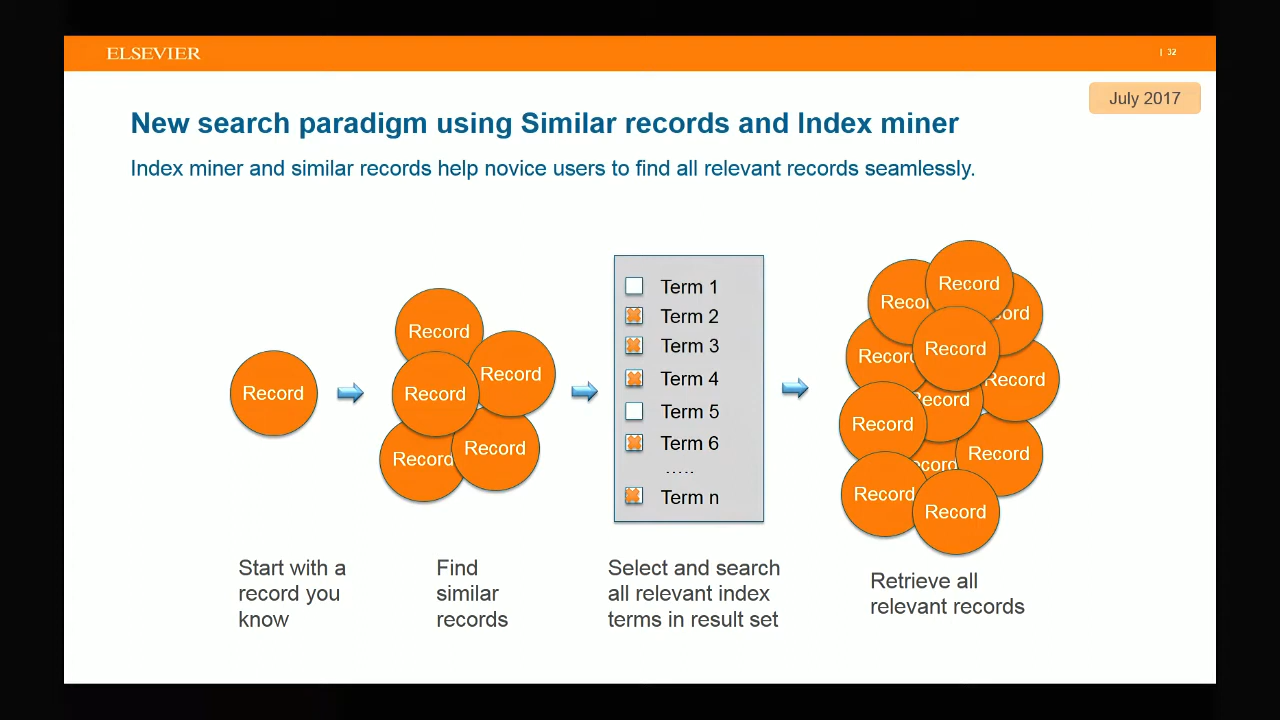 ELSEVIER
| 32
July 2017
New search paradigm using Similar records and Index miner
Index miner and similar records help novice users to find all relevant records seamlessly.
Record
Record
Record
Record
Record
Record
Term 1
Term 2
Term 3
Term 4
Term 5
Term 6
.....
Term n
Record
Record
Record
Record
Record
Record
Record
Record
Record
Record
Record
Record
Start with a
record you
know
Find
similar
records
Select and search
all relevant index
terms in result set
Retrieve all
relevant records